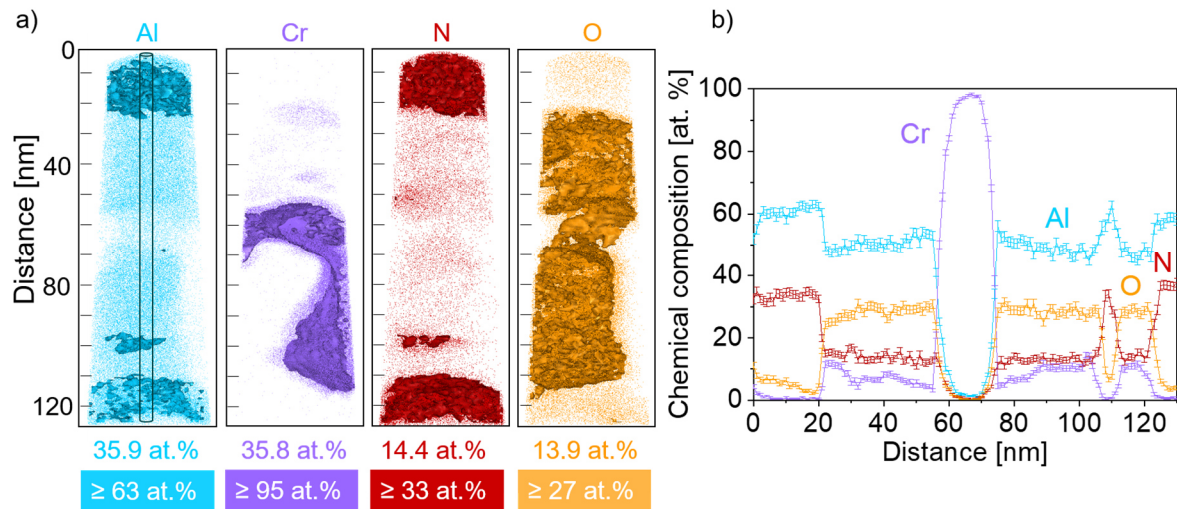 a)
Al
Cr
N
O
b)
Distance [nm]
0
40
80
120
35.9 at.%
35.8 at.%
14.4 at.%
13.9 at.%
≥ 63 at.%
≥ 95 at.%
≥ 33 at.%
≥ 27 at.%
Chemical composition [at. %]
100
80
60
40
20
0
Cr
Al
O
N
0
20
40
60
80
100
120
Distance [nm]